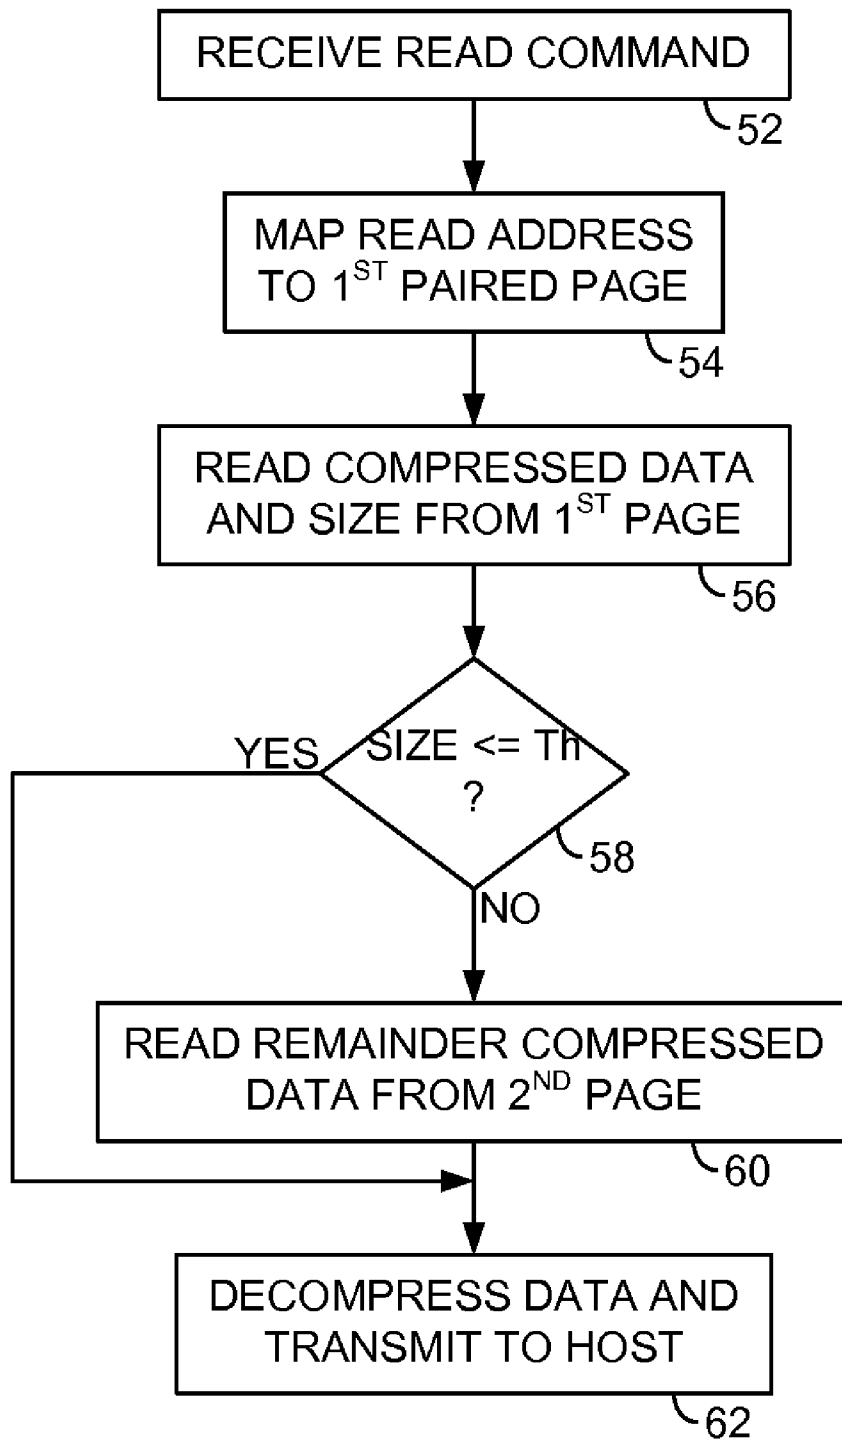 RECEIVE READ COMMAND
52
MAP READ ADDRESS
TO 1ST PAIRED PAGE
54
READ COMPRESSED DATA
AND SIZE FROM 1ST PAGE
56
SIZE <= Th
?
YES
58
NO
READ REMAINDER COMPRESSED
DATA FROM 2ND PAGE
60
DECOMPRESS DATA AND
TRANSMIT TO HOST
62